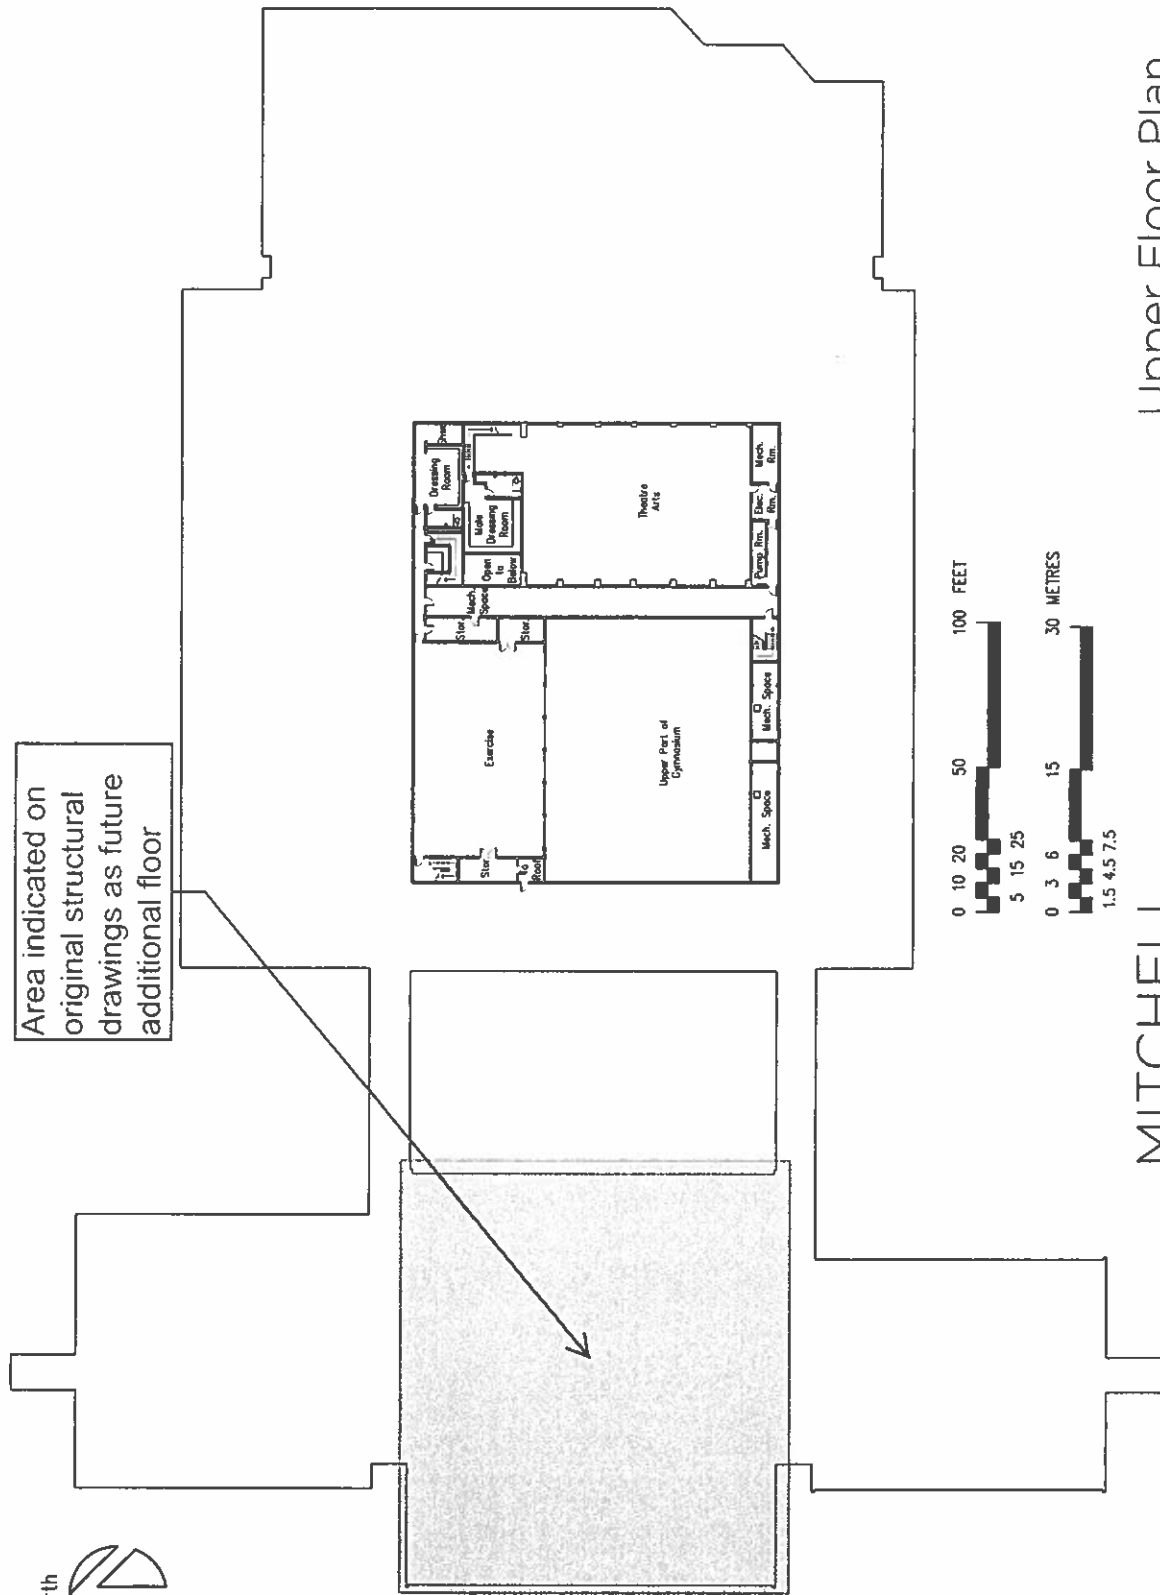 Area indicated on
original structural
drawings as future
additional floor
rth
Dressing
Room
Male
Dressing
Room
Open
to
Below
Mech.
Space
Stor.
Stor.
Exercise
Stor.
to
Roof
Theatre
Arts
Mech.
Rm.
Elec.
Rm.
Pump Rm.
Upper Part of
Gymnasium
Mech. Space
Mech. Space
0 10 20 50 100 FEET
5 15 25
0 3 6 15 30 METRES
1.5 4.5 7.5
MITCHELL
Upper Floor Plan